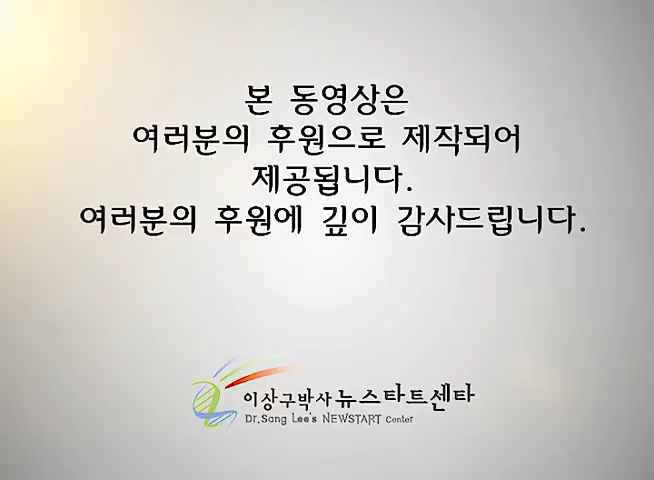 본 동영상은
여러분의 후원으로 제작되어
제공됩니다.
여러분의 후원에 깊이 감사드립니다.
이상구박사 뉴스타트센타
Dr.Sang Lee's NEWSTART Center